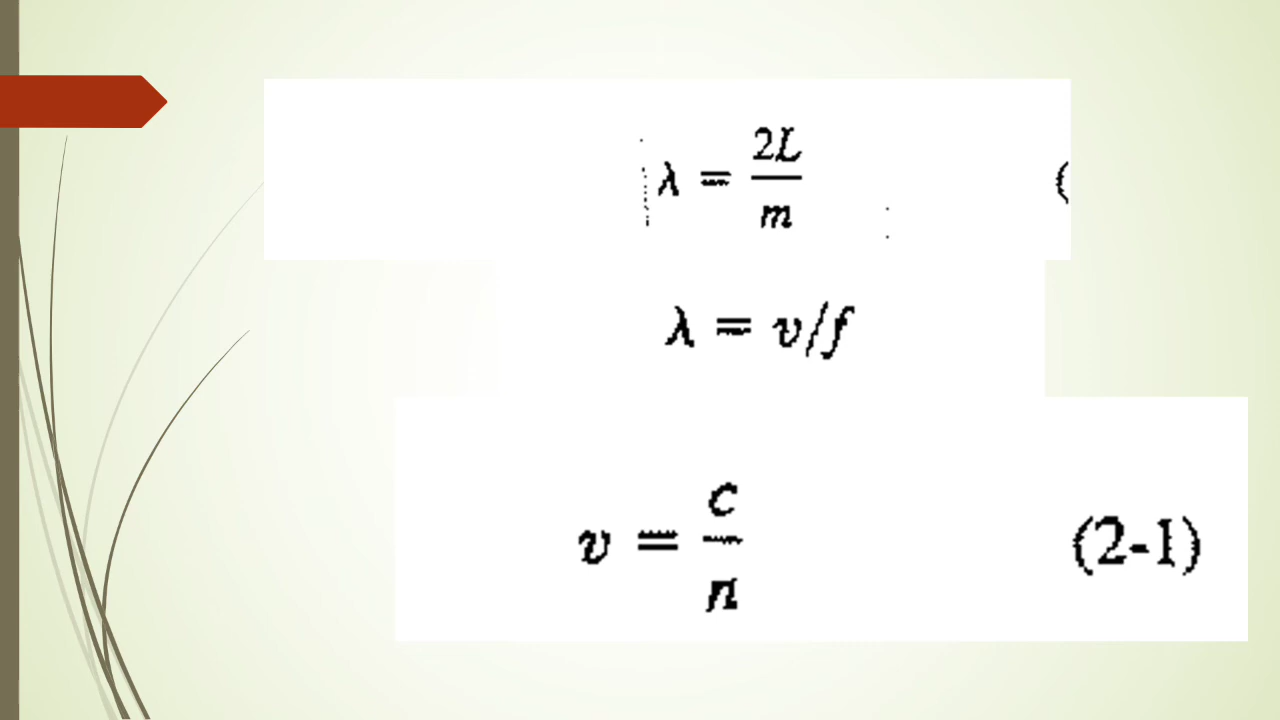 λ = 2L/m (
λ = v/f
v = c/n (2-1)